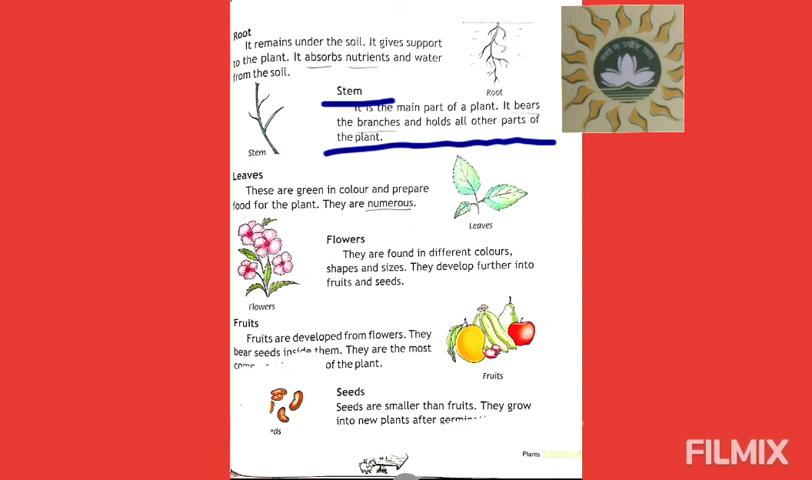 Root
It remains under the soil. It gives support
to the plant. It absorbs nutrients and water
from the soil.
Root
Stem
It is the main part of a plant. It bears
the branches and holds all other parts of
the plant.
Stem
Leaves
These are green in colour and prepare
food for the plant. They are numerous.
Leaves
Flowers
They are found in different colours,
shapes and sizes. They develop further into
fruits and seeds.
Flowers
Fruits
Fruits are developed from flowers. They
bear seeds inside them. They are the most
of the plant.
Fruits
Seeds
Seeds are smaller than fruits. They grow
into new plants after
Plants
FILMIX